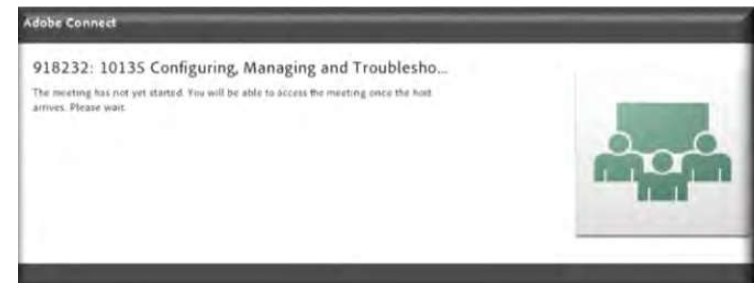 Adobe Connect
918232: 10135 Configuring, Managing and Troublesho...
The meeting has not yet started. You will be able to access the meeting once the host
arrives. Please wait.